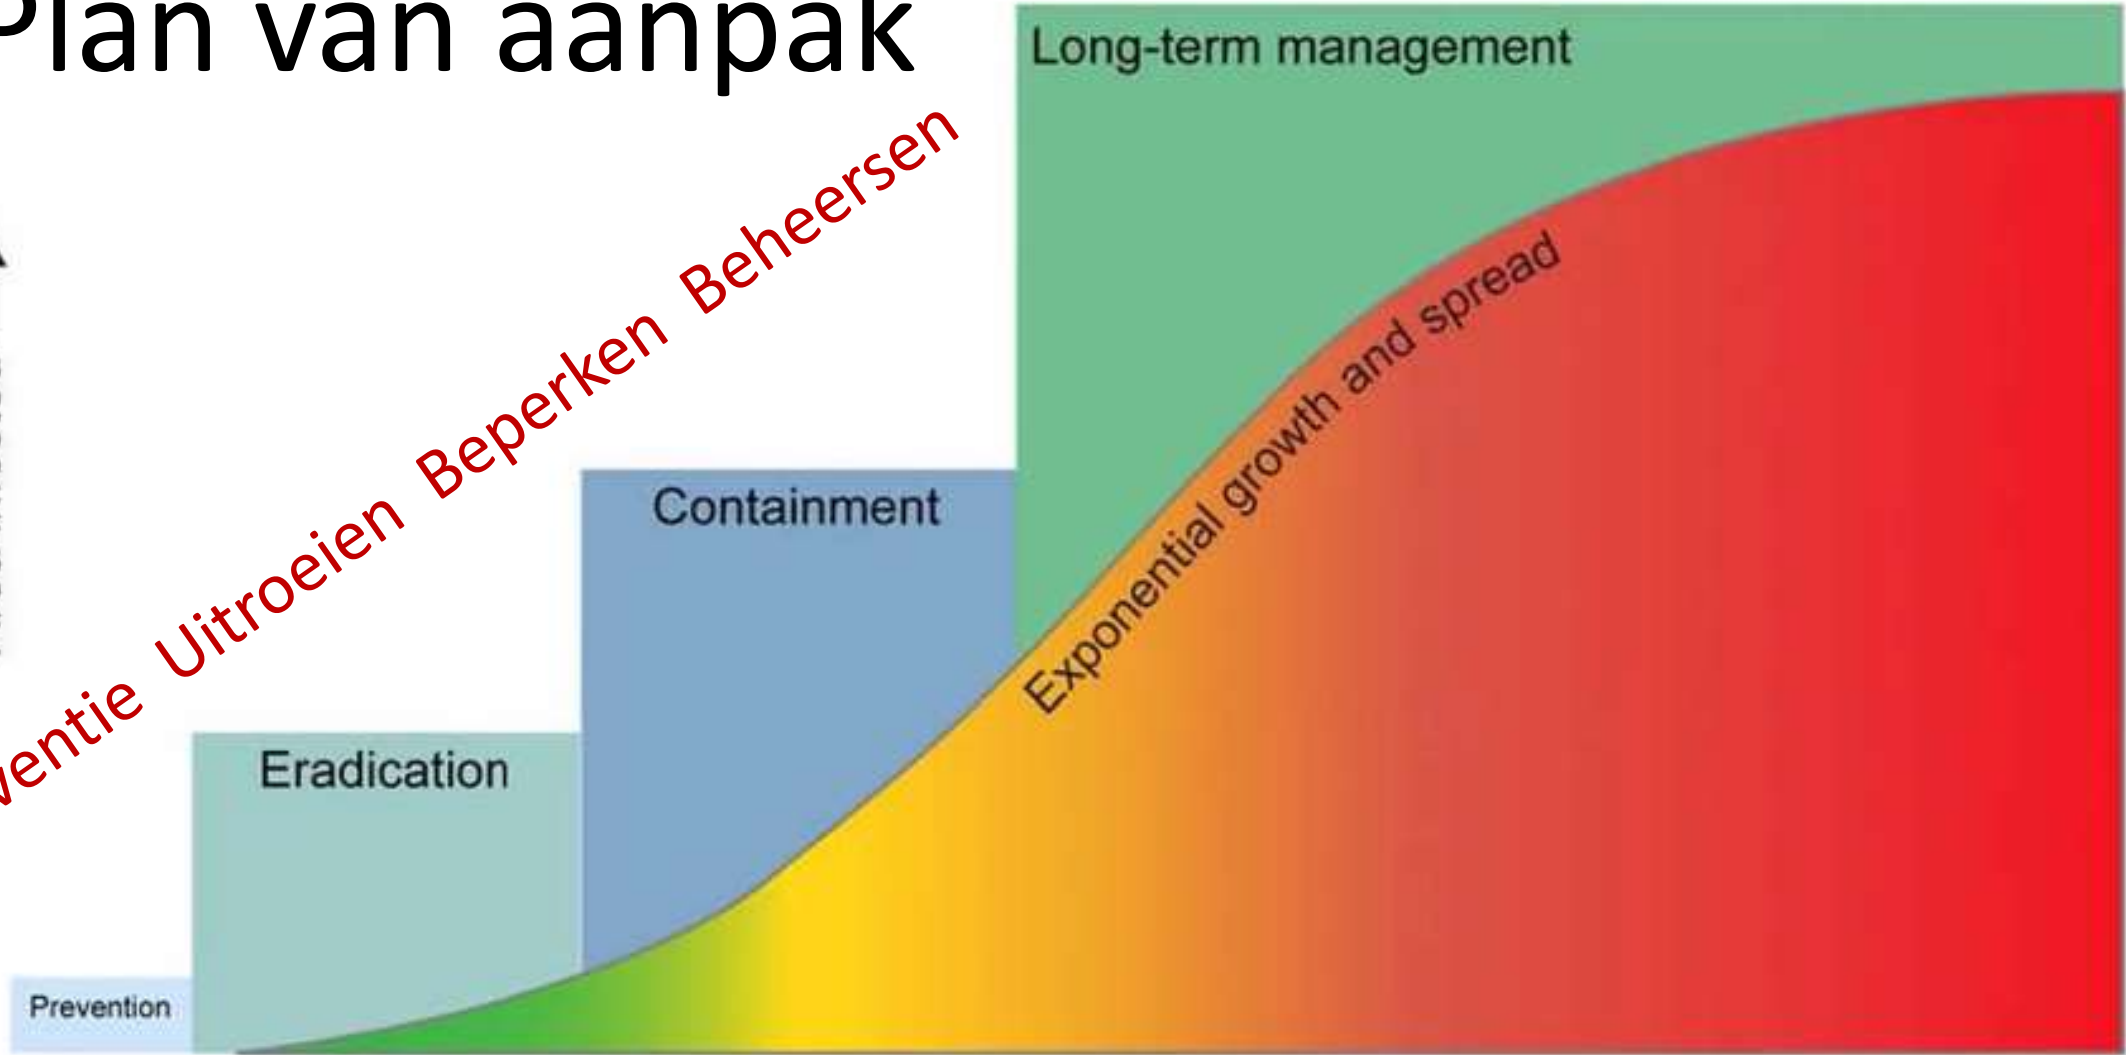 Plan van aanpak
Long-term management
ventie Uitroeien Beperken Beheersen
Exponential growth and spread
Containment
Eradication
Prevention